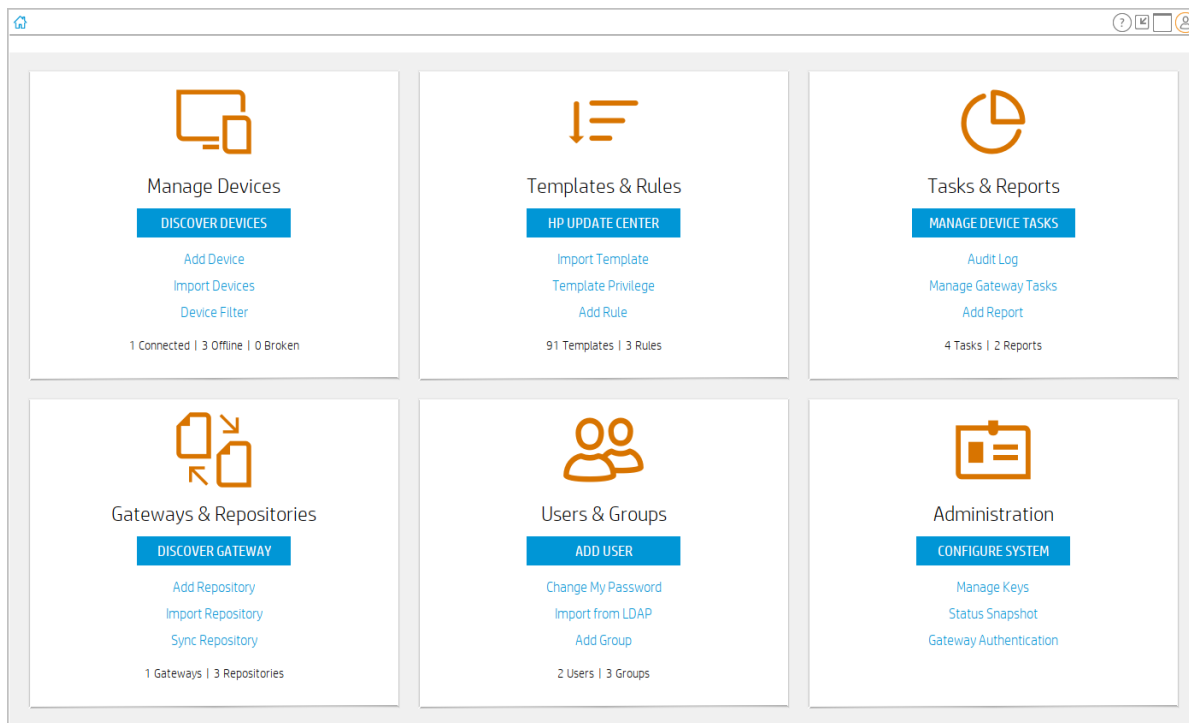 ?
Manage Devices
DISCOVER DEVICES
Add Device
Import Devices
Device Filter
1 Connected | 3 Offline | 0 Broken
Templates & Rules
HP UPDATE CENTER
Import Template
Template Privilege
Add Rule
91 Templates | 3 Rules
Tasks & Reports
MANAGE DEVICE TASKS
Audit Log
Manage Gateway Tasks
Add Report
4 Tasks | 2 Reports
Gateways & Repositories
DISCOVER GATEWAY
Add Repository
Import Repository
Sync Repository
1 Gateways | 3 Repositories
Users & Groups
ADD USER
Change My Password
Import from LDAP
Add Group
2 Users | 3 Groups
Administration
CONFIGURE SYSTEM
Manage Keys
Status Snapshot
Gateway Authentication